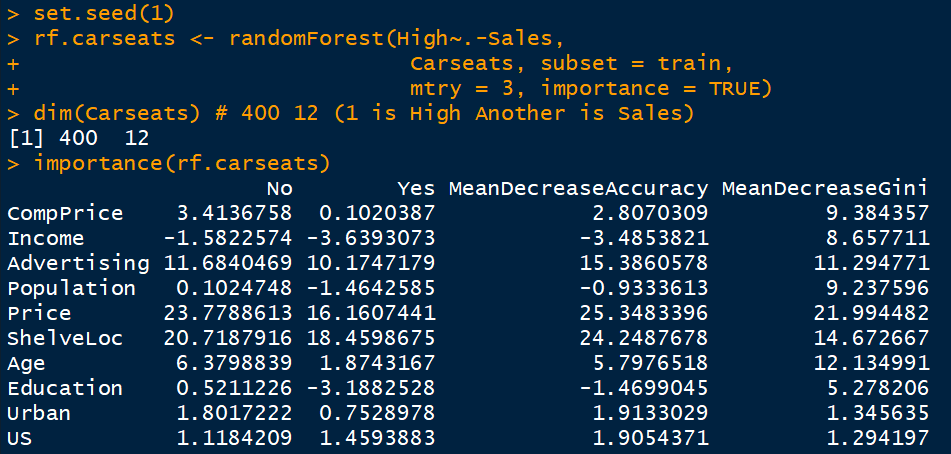 > set.seed(1)
> rf.carseats <- randomForest(High~.-Sales,
+                             Carseats, subset = train,
+                             mtry = 3, importance = TRUE)
> dim(Carseats) # 400 12 (1 is High Another is Sales)
[1] 400  12
> importance(rf.carseats)
                    No        Yes MeanDecreaseAccuracy MeanDecreaseGini
CompPrice    3.4136758  0.1020387            2.8070309         9.384357
Income      -1.5822574 -3.6393073           -3.4853821         8.657711
Advertising 11.6840469 10.1747179           15.3860578        11.294771
Population   0.1024748 -1.4642585           -0.9333613         9.237596
Price       23.7788613 16.1607441           25.3483396        21.994482
ShelveLoc   20.7187916 18.4598675           24.2487678        14.672667
Age          6.3798839  1.8743167            5.7976518        12.134991
Education    0.5211226 -3.1882528           -1.4699045         5.278206
Urban        1.8017222  0.7528978            1.9133029         1.345635
US           1.1184209  1.4593883            1.9054371         1.294197